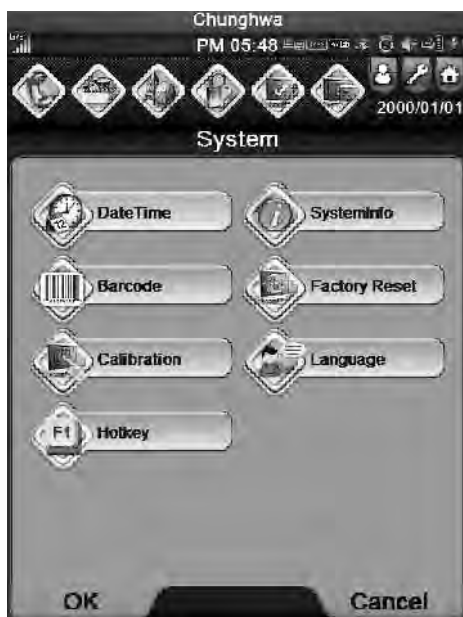 Chunghwa
PM 05:48
2000/01/01
System
DateTime
SystemInfo
Barcode
Factory Reset
Calibration
Language
F1 Hotkey
OK Cancel